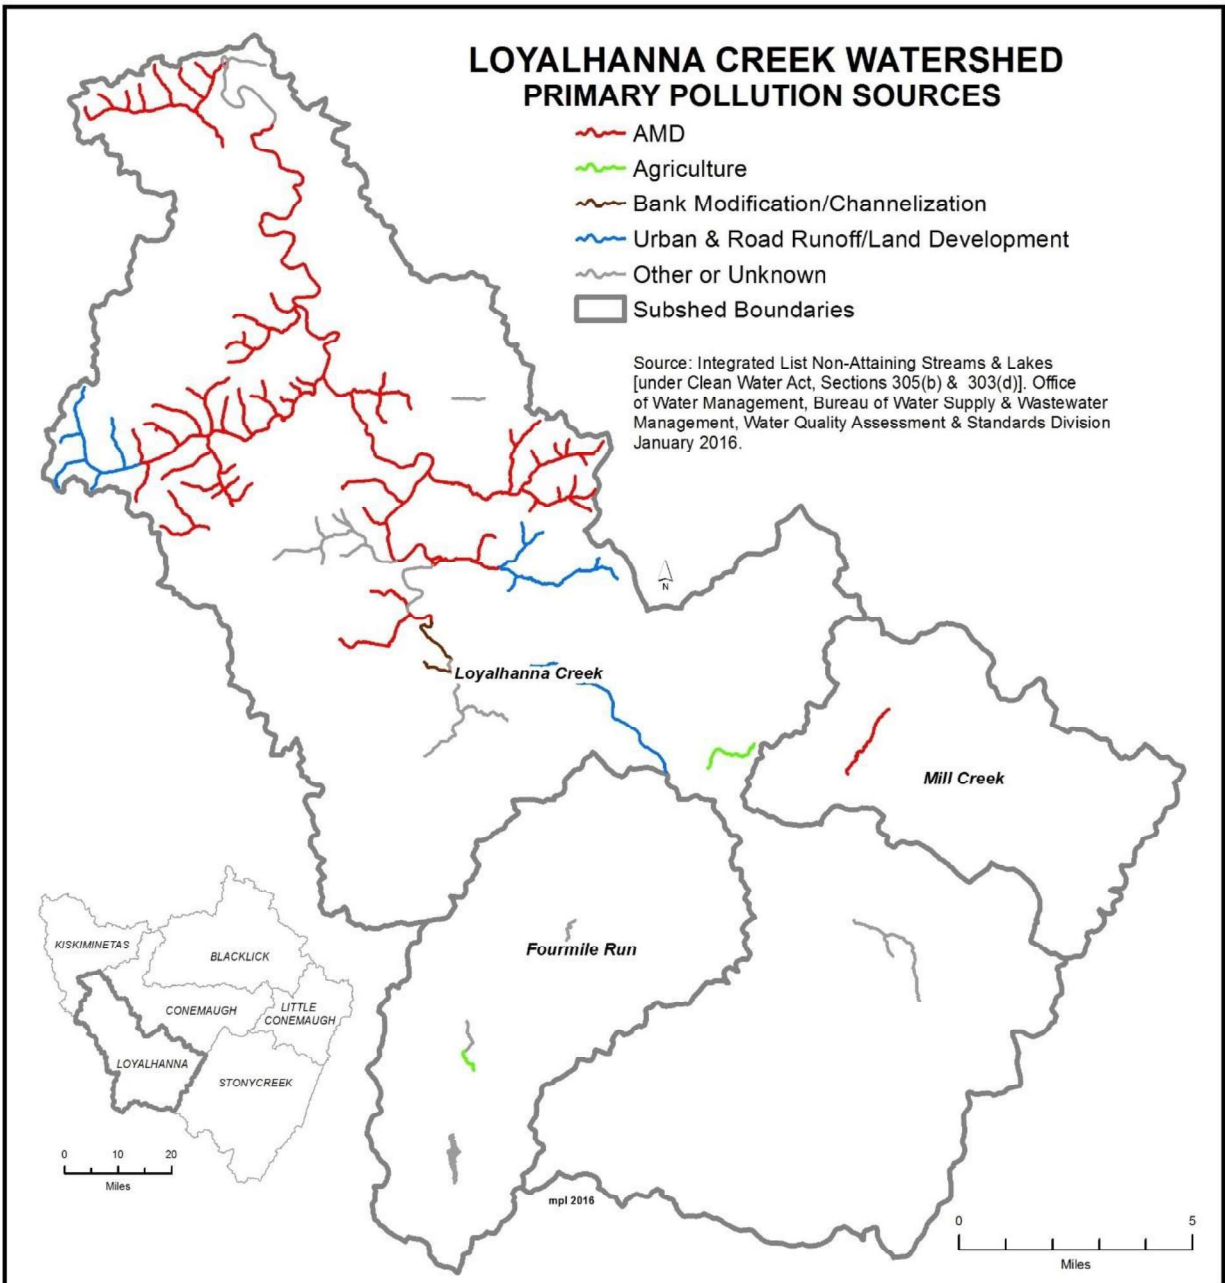 LOYALHANNA CREEK WATERSHED
PRIMARY POLLUTION SOURCES
AMD
Agriculture
Bank Modification/Channelization
Urban & Road Runoff/Land Development
Other or Unknown
Subshed Boundaries
Source: Integrated List Non-Attaining Streams & Lakes
[under Clean Water Act, Sections 305(b) & 303(d)]. Office
of Water Management, Bureau of Water Supply & Wastewater
Management, Water Quality Assessment & Standards Division
January 2016.
N
Loyalhanna Creek
Mill Creek
Fourmile Run
KISKIMINETAS
BLACKLICK
CONEMAUGH
LITTLE
CONEMAUGH
LOYALHANNA
STONYCREEK
0 10 20
Miles
mpl 2016
0 5
Miles